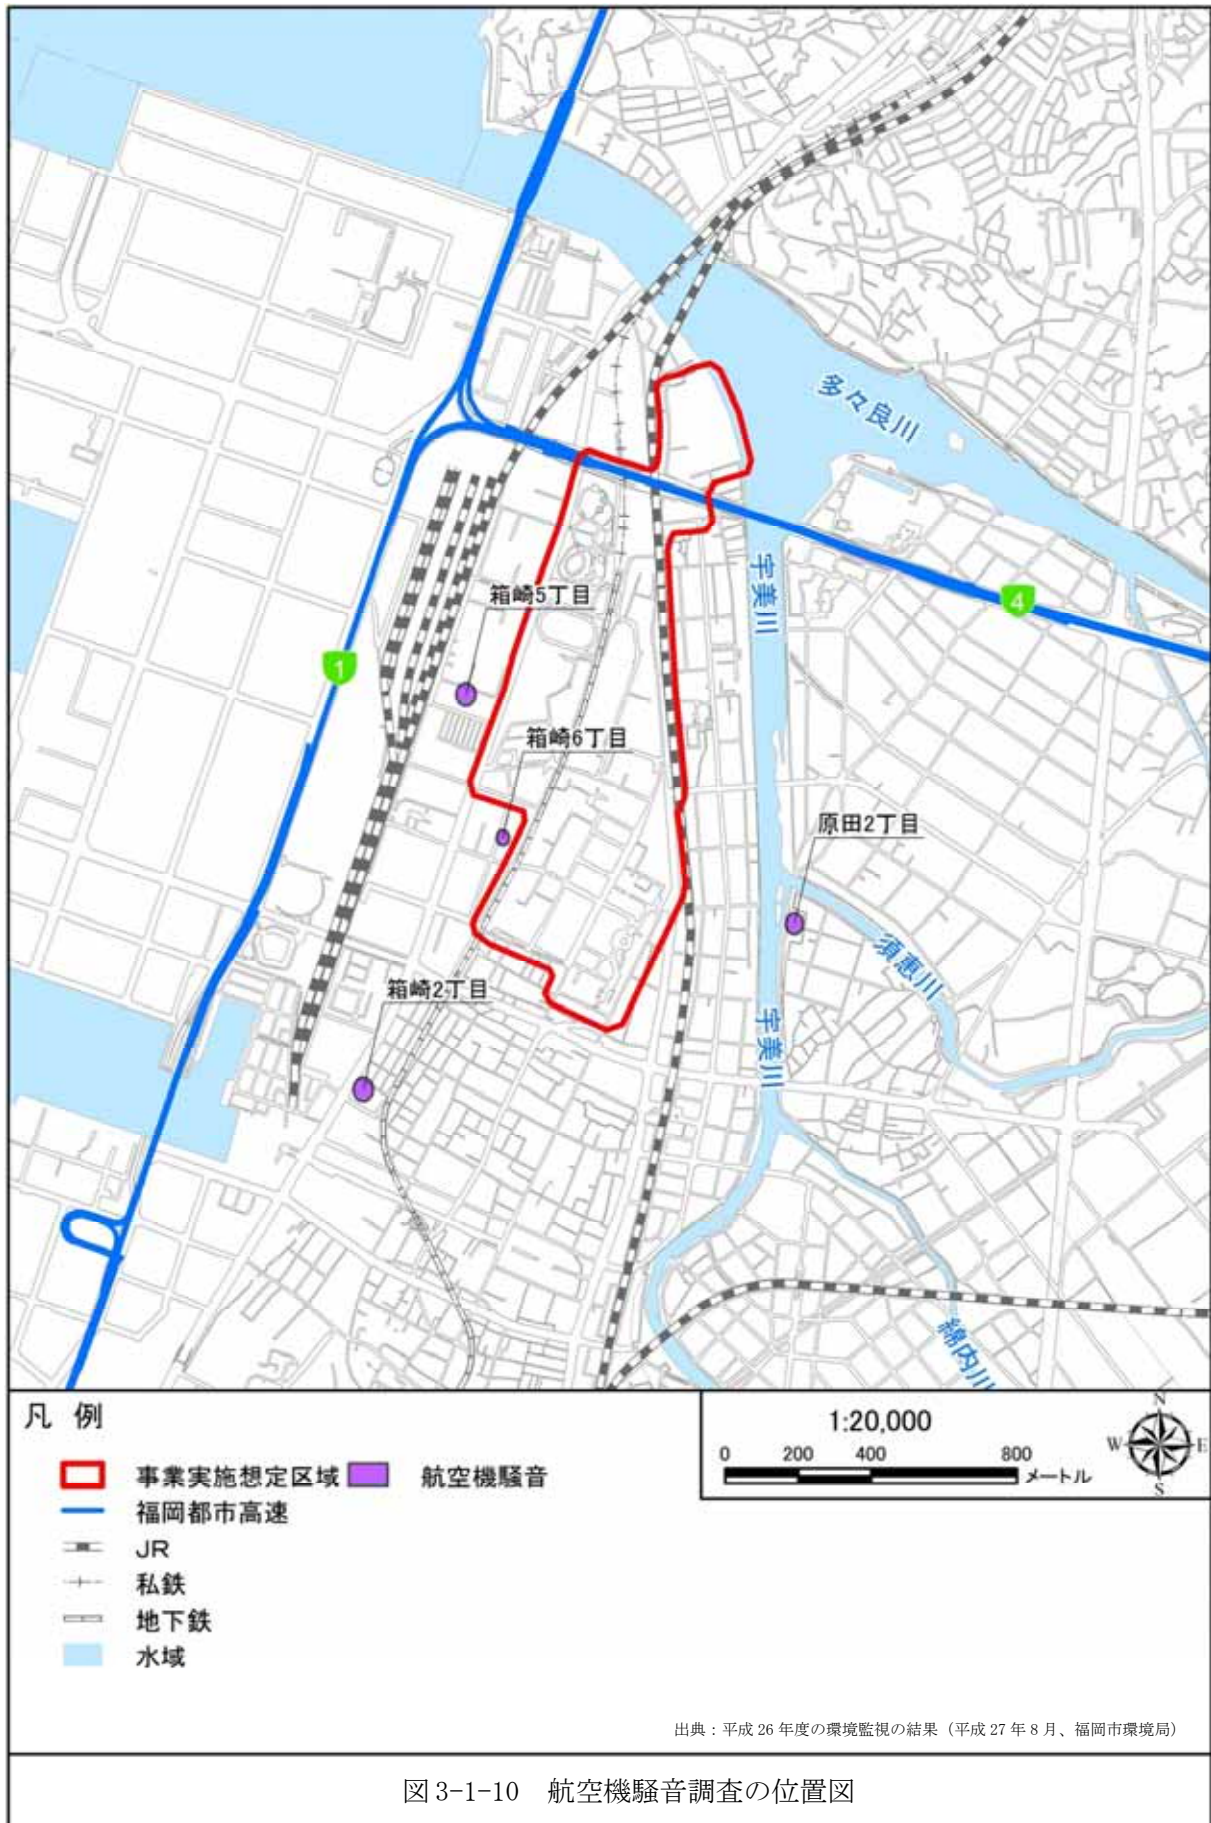 多々良川
宇美川
箱崎5丁目
4
1
箱崎6丁目
原田2丁目
須恵川
箱崎2丁目
宇美川
綿内川
凡 例
事業実施想定区域
航空機騒音
福岡都市高速
JR
私鉄
地下鉄
水域
1:20,000
0 200 400 800
メートル
N
W E
S
出典：平成 26 年度の環境監視の結果（平成 27 年 8 月、福岡市環境局）
図 3-1-10 航空機騒音調査の位置図